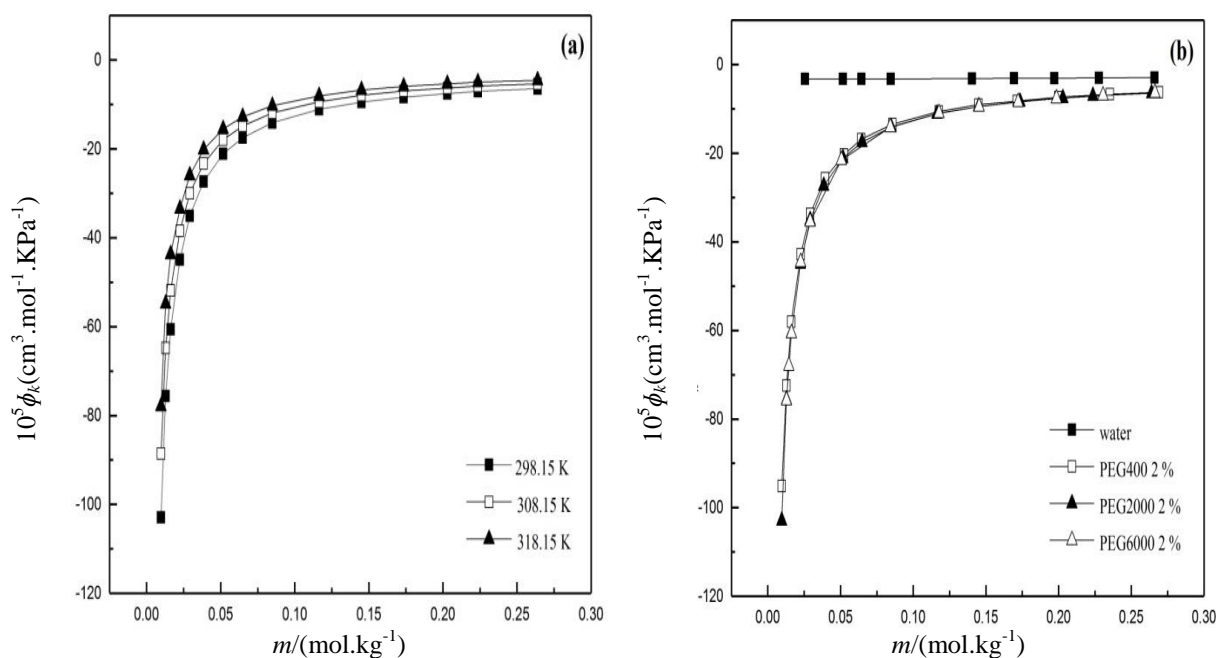 (a)
0
-20
-40
-60
-80
-100
-120
10⁵ϕₖ(cm³.mol⁻¹.KPa⁻¹)
298.15 K
308.15 K
318.15 K
0.00 0.05 0.10 0.15 0.20 0.25 0.30
m/(mol.kg⁻¹)
(b)
0
-20
-40
-60
-80
-100
-120
10⁵ϕₖ(cm³.mol⁻¹.KPa⁻¹)
water
PEG400 2 %
PEG2000 2 %
PEG6000 2 %
0.00 0.05 0.10 0.15 0.20 0.25 0.30
m/(mol.kg⁻¹)